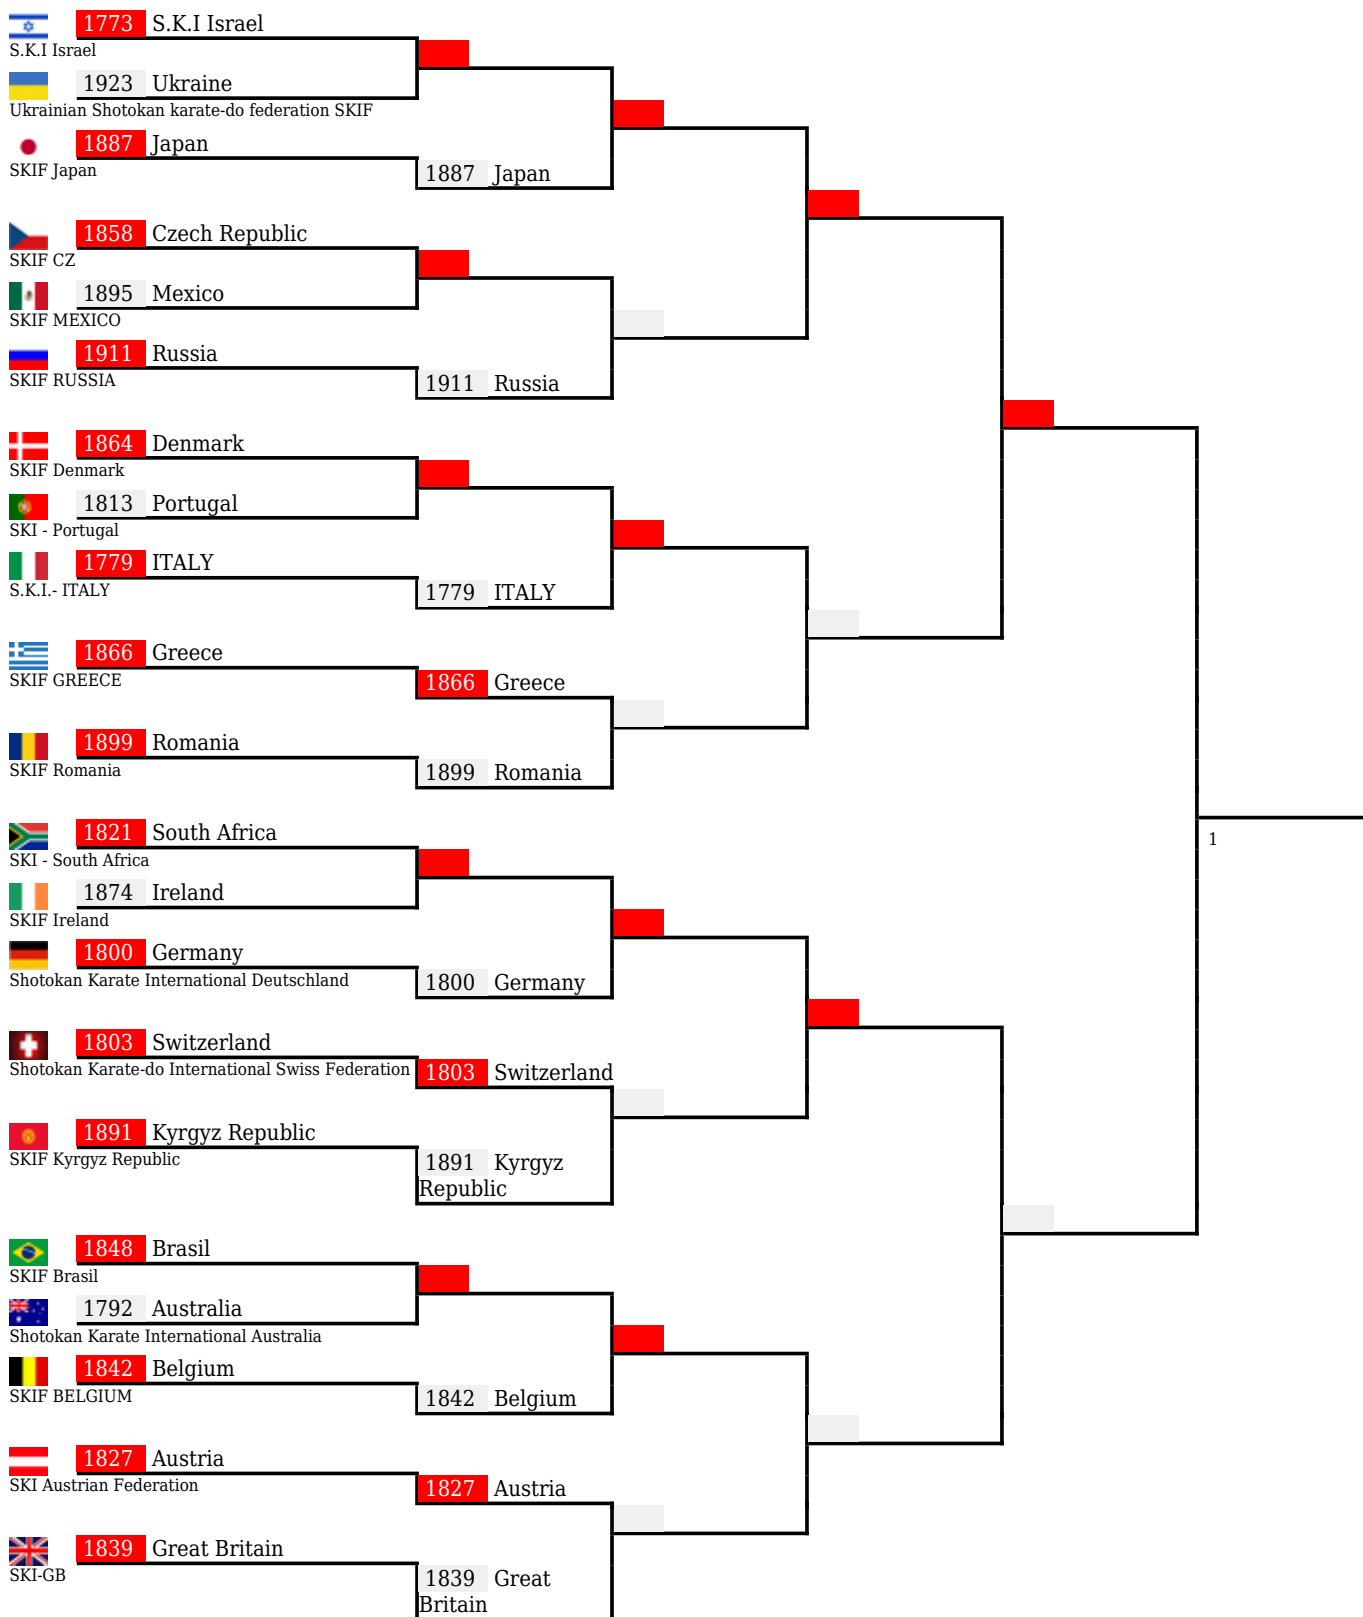 1773 S.K.I Israel
S.K.I Israel
1923 Ukraine
Ukrainian Shotokan karate-do federation SKIF
1887 Japan
SKIF Japan
1887 Japan
1858 Czech Republic
SKIF CZ
1895 Mexico
SKIF MEXICO
1911 Russia
SKIF RUSSIA
1911 Russia
1864 Denmark
SKIF Denmark
1813 Portugal
SKI - Portugal
1779 ITALY
S.K.I.- ITALY
1779 ITALY
1866 Greece
SKIF GREECE
1866 Greece
1899 Romania
SKIF Romania
1899 Romania
1821 South Africa
SKI - South Africa
1
1874 Ireland
SKIF Ireland
1800 Germany
Shotokan Karate International Deutschland
1800 Germany
1803 Switzerland
Shotokan Karate-do International Swiss Federation
1803 Switzerland
1891 Kyrgyz Republic
SKIF Kyrgyz Republic
1891 Kyrgyz
Republic
1848 Brasil
SKIF Brasil
1792 Australia
Shotokan Karate International Australia
1842 Belgium
SKIF BELGIUM
1842 Belgium
1827 Austria
SKI Austrian Federation
1827 Austria
1839 Great Britain
SKI-GB
1839 Great
Britain